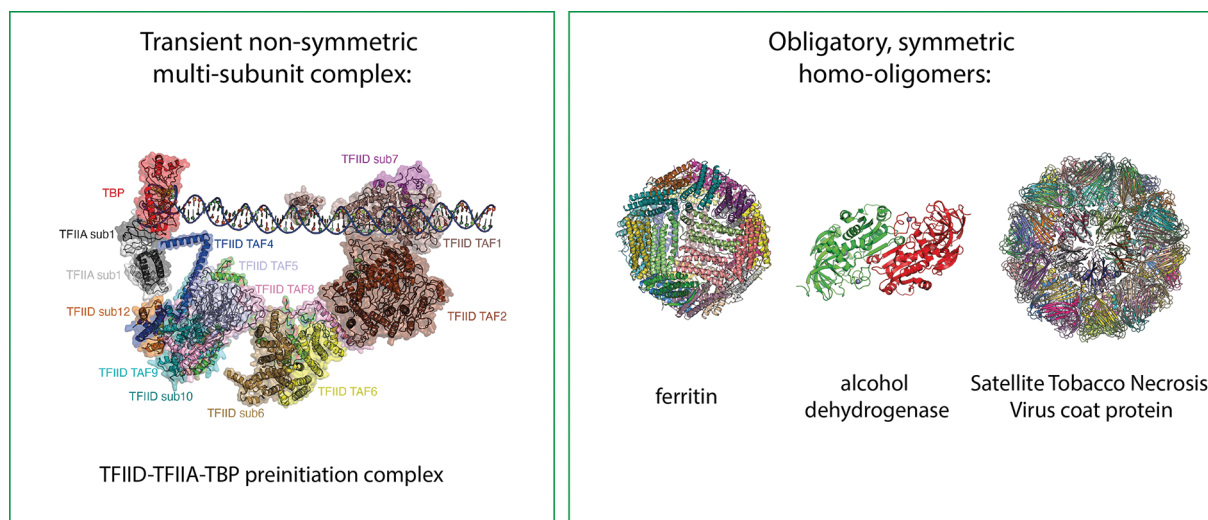 Transient non-symmetric
multi-subunit complex:
TFIID sub7
TBP
TFIIA sub1
TFIID TAF4
TFIID TAF1
TFIIA sub1
TFIID TAF5
TFIID TAF8
TFIID sub12
TFIID TAF2
TFIID TAF9
TFIID TAF6
TFIID sub10
TFIID sub6
TFIID-TFIIA-TBP preinitiation complex
Obligatory, symmetric
homo-oligomers:
ferritin
alcohol
dehydrogenase
Satellite Tobacco Necrosis
Virus coat protein